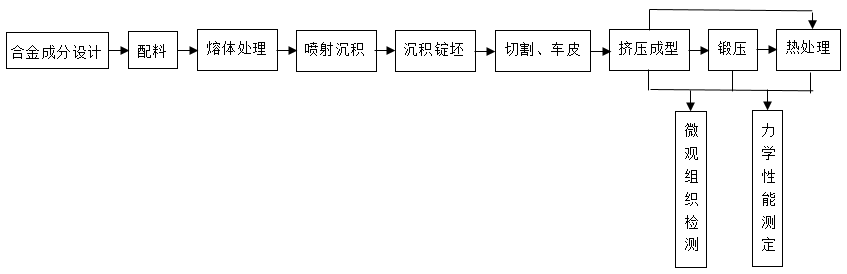 合金成分设计
配料
熔体处理
喷射沉积
沉积锭坯
切割、车皮
挤压成型
锻压
热处理
微观组织检测
力学性能测定